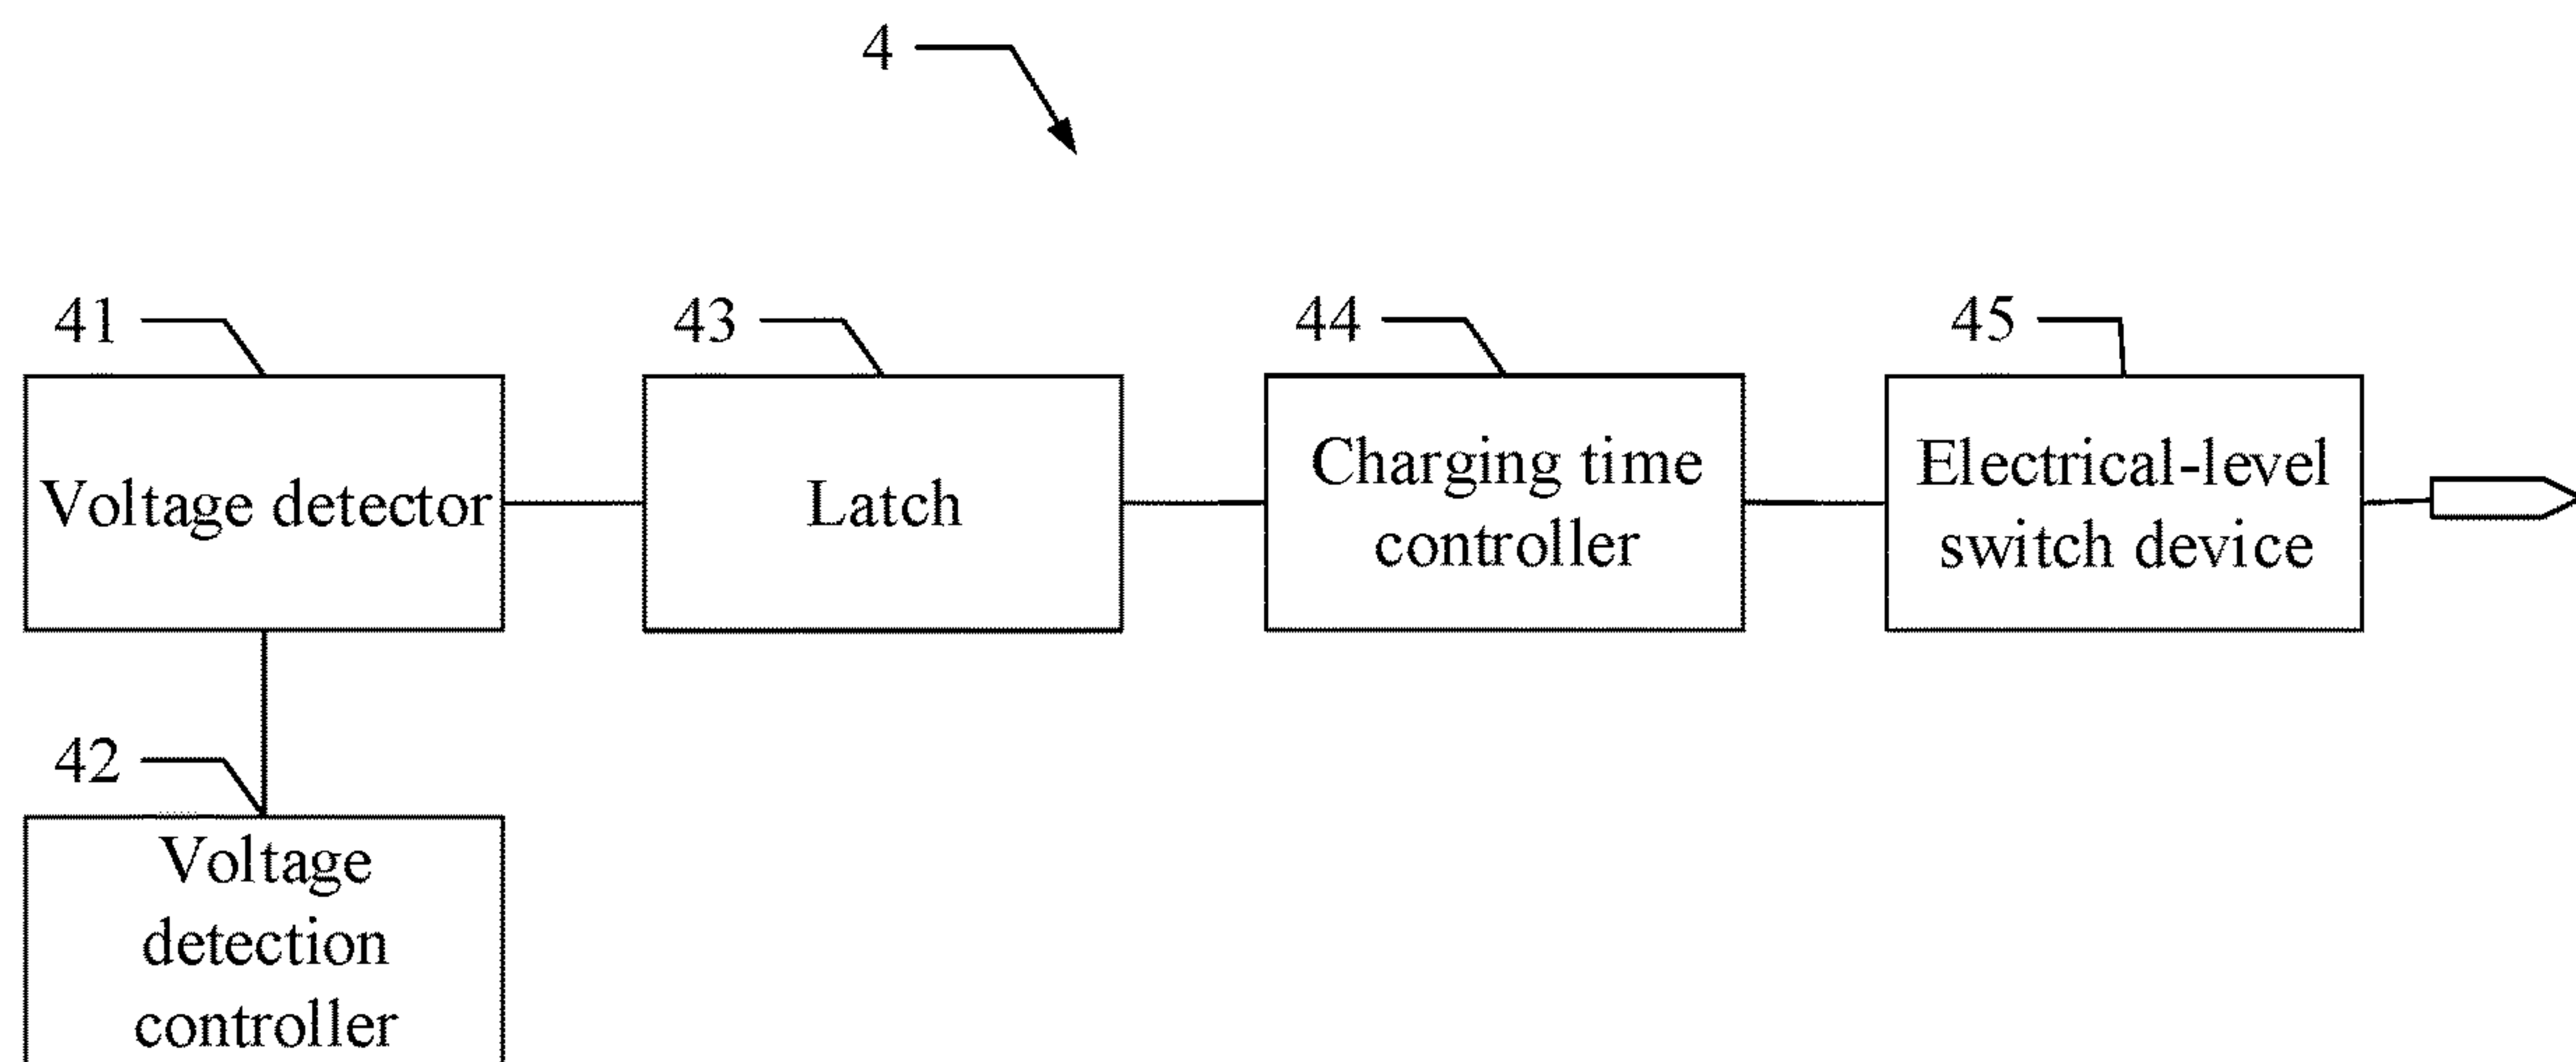 4
41
43
44
45
Voltage detector
Latch
Charging time
controller
Electrical-level
switch device
42
Voltage
detection
controller